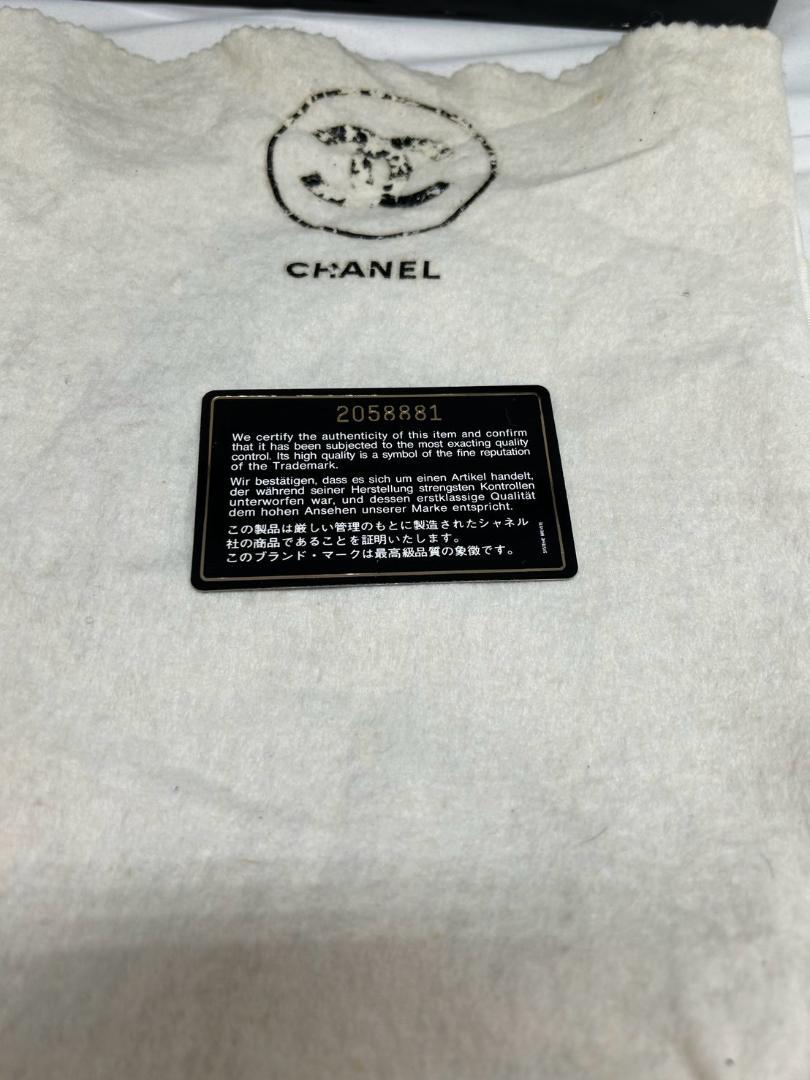 CHANEL
2058881
We certify the authenticity of this item and confirm
that it has been subjected to the most exacting quality
control. Its high quality is a symbol of the fine reputation
of the Trademark.
Wir bestätigen, dass es sich um einen Artikel handelt,
der während seiner Herstellung strengsten Kontrollen
unterworfen war, und dessen erstklassige Qualität
dem hohen Ansehen unserer Marke entspricht.
この製品は厳しい管理のもとに製造されたシャネル
社の商品であることを証明いたします。
このブランド・マークは最高級品質の象徴です。